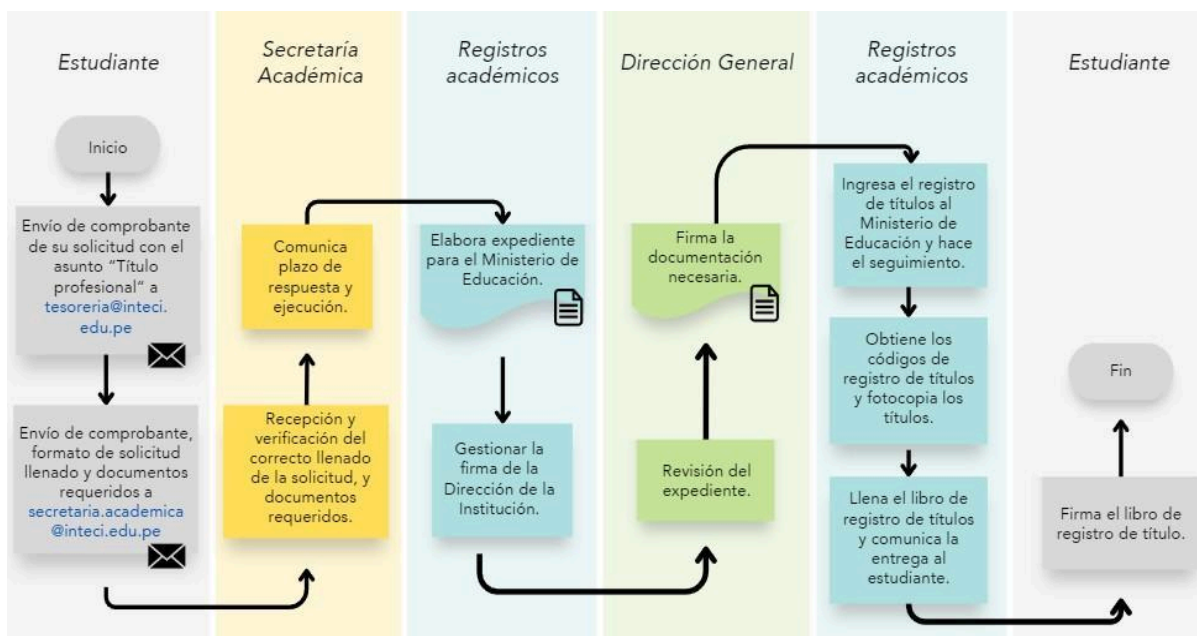 Estudiante
Inicio
Envío de comprobante
de su solicitud con el
asunto "Título
profesional" a
tesoreria@inteci.
edu.pe
Envío de comprobante,
formato de solicitud
llenado y documentos
requeridos a
secretaria.academica
@inteci.edu.pe
Secretaría
Académica
Comunica
plazo de
respuesta y
ejecución.
Recepción y
verificación del
correcto llenado
de la solicitud, y
documentos
requeridos.
Registros
académicos
Elabora expediente
para el Ministerio de
Educación.
Gestionar la
firma de la
Dirección de la
Institución.
Dirección General
Firma la
documentación
necesaria.
Revisión del
expediente.
Registros
académicos
Ingresa el registro
de títulos al
Ministerio de
Educación y hace
el seguimiento.
Obtiene los
códigos de
registro de títulos
y fotocopia los
títulos.
Llena el libro de
registro de títulos
y comunica la
entrega al
estudiante.
Estudiante
Fin
Firma el libro de
registro de título.